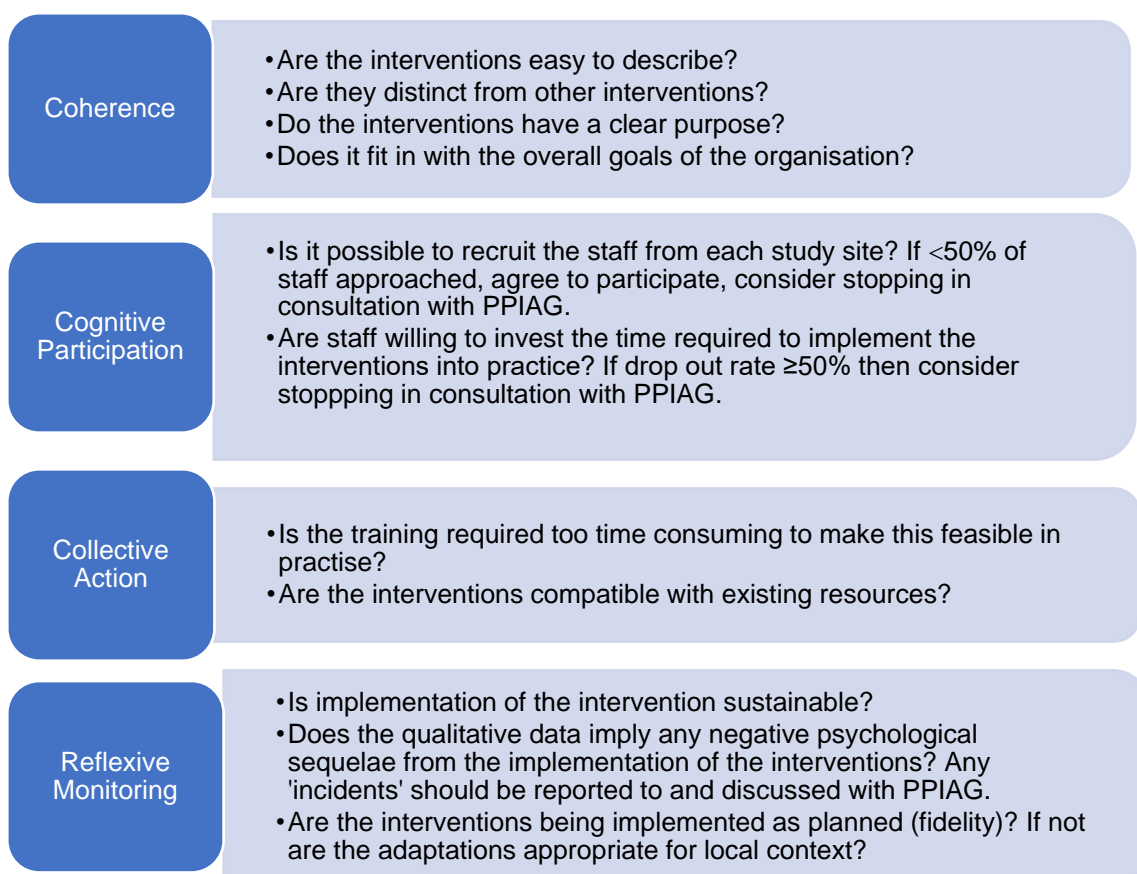 Coherence
•Are the interventions easy to describe?
•Are they distinct from other interventions?
•Do the interventions have a clear purpose?
•Does it fit in with the overall goals of the organisation?
Cognitive
Participation
•Is it possible to recruit the staff from each study site? If <50% of
staff approached, agree to participate, consider stopping in
consultation with PPIAG.
•Are staff willing to invest the time required to implement the
interventions into practice? If drop out rate ≥50% then consider
stoppping in consultation with PPIAG.
Collective
Action
•Is the training required too time consuming to make this feasible in
practise?
•Are the interventions compatible with existing resources?
Reflexive
Monitoring
•Is implementation of the intervention sustainable?
•Does the qualitative data imply any negative psychological
sequelae from the implementation of the interventions? Any
'incidents' should be reported to and discussed with PPIAG.
•Are the interventions being implemented as planned (fidelity)? If not
are the adaptations appropriate for local context?